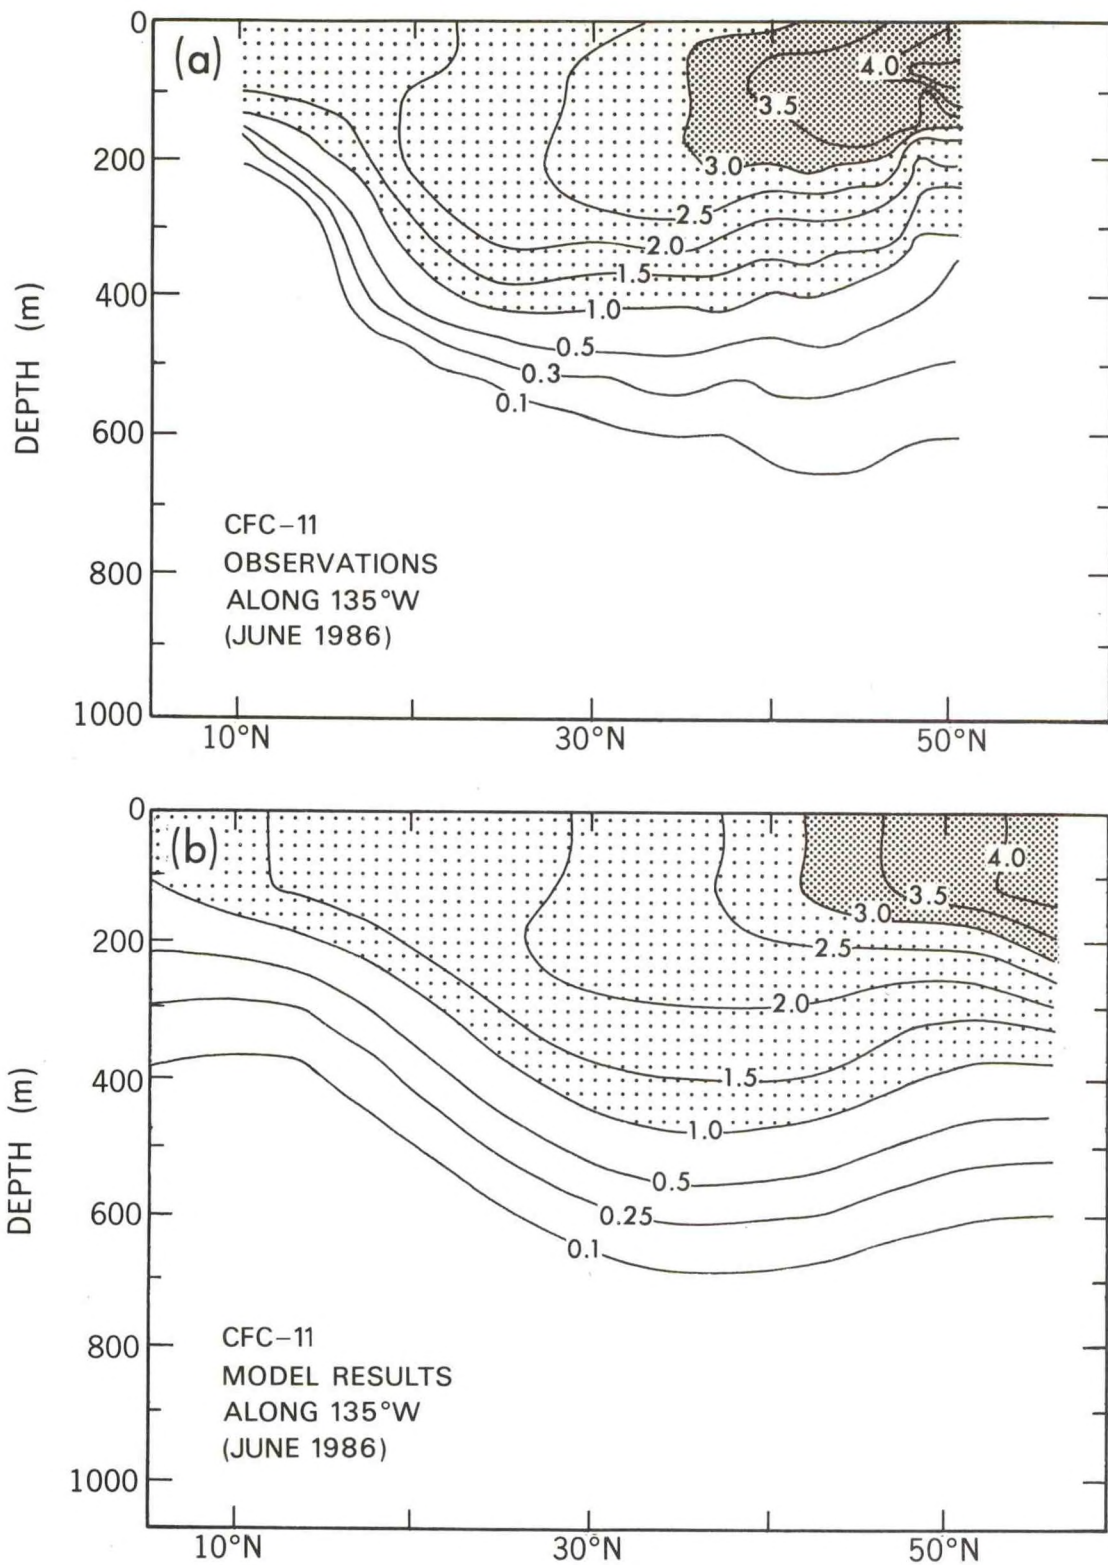 (a)
0
200
400
600
800
1000
DEPTH (m)
4.0
3.5
3.0
2.5
2.0
1.5
1.0
0.5
0.3
0.1
CFC-11
OBSERVATIONS
ALONG 135°W
(JUNE 1986)
10°N 30°N 50°N
(b)
0
200
400
600
800
1000
DEPTH (m)
4.0
3.5
3.0
2.5
2.0
1.5
1.0
0.5
0.25
0.1
CFC-11
MODEL RESULTS
ALONG 135°W
(JUNE 1986)
10°N 30°N 50°N